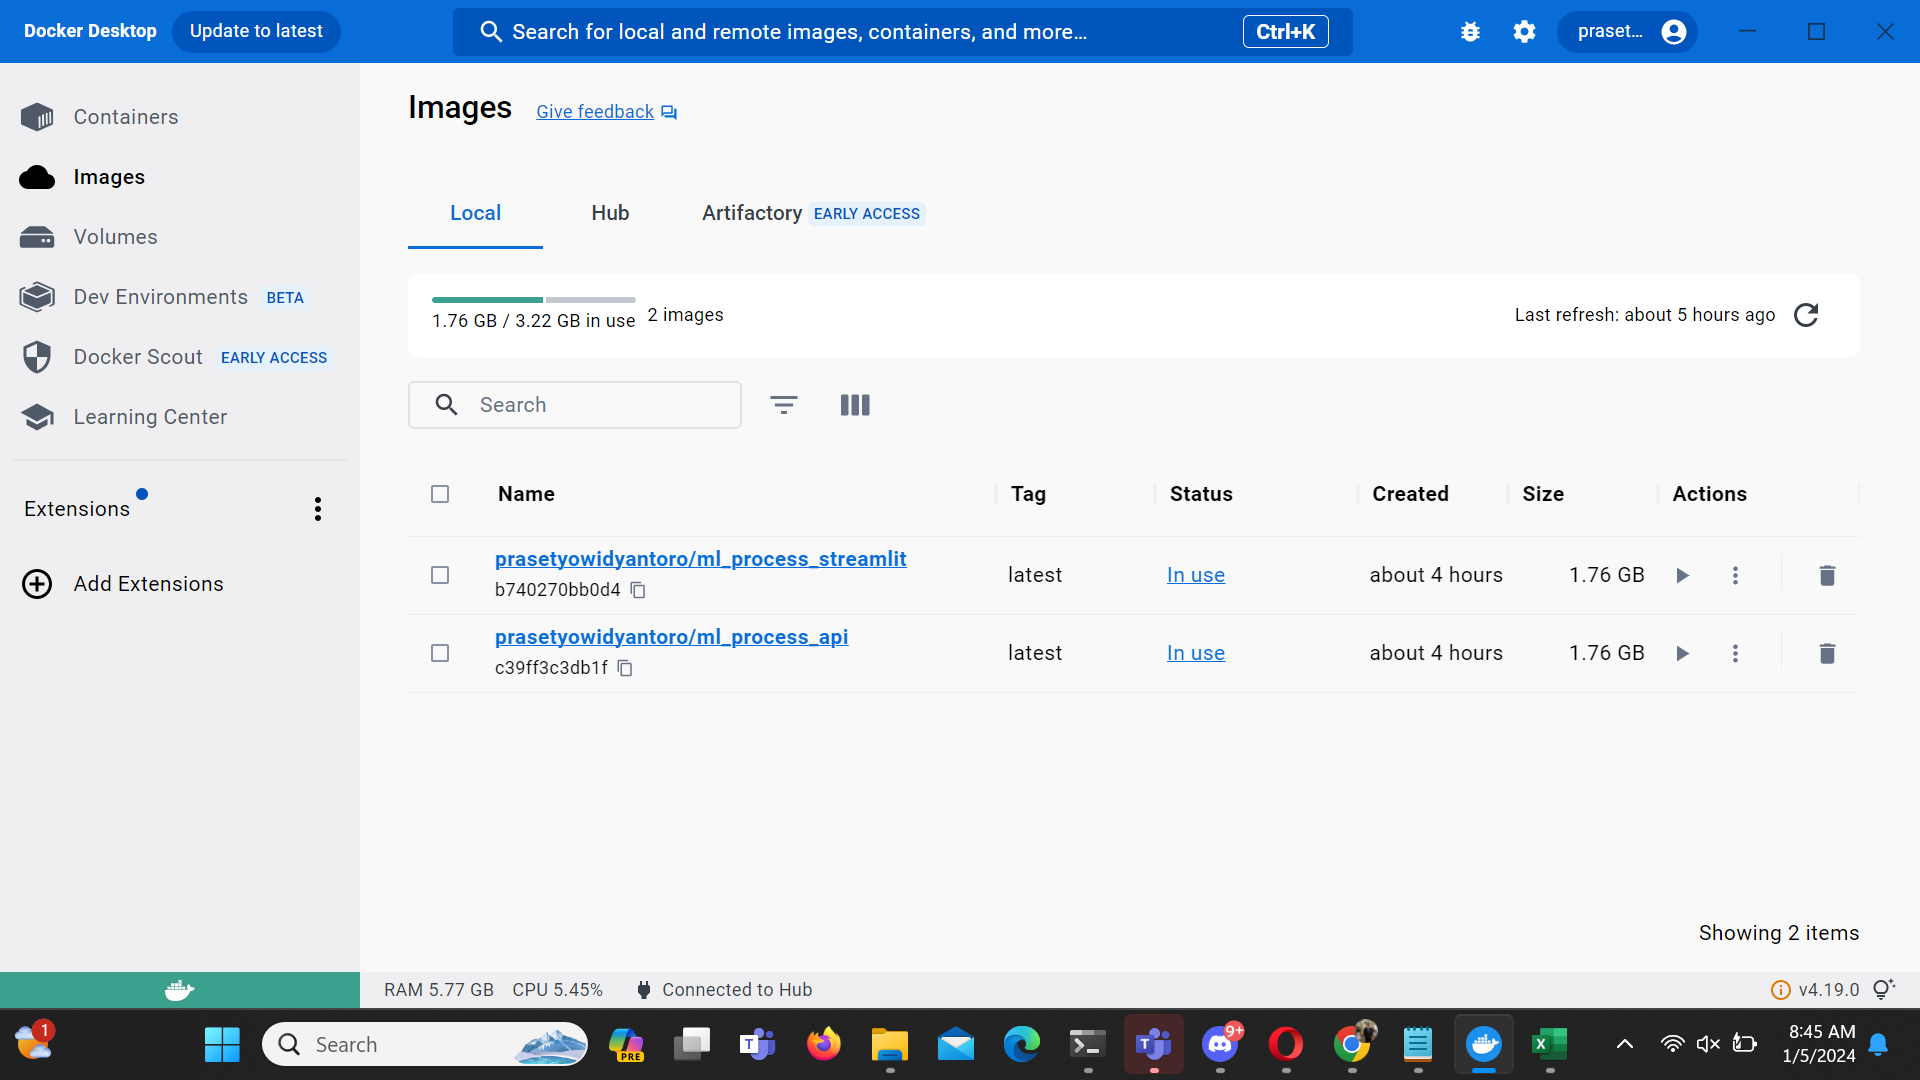 Docker Desktop
Update to latest
Search for local and remote images, containers, and more...
Ctrl+K
praset...
Containers
Images
Volumes
Dev Environments BETA
Docker Scout EARLY ACCESS
Learning Center
Extensions
Add Extensions
Images
Give feedback
Local
Hub
Artifactory EARLY ACCESS
1.76 GB / 3.22 GB in use
2 images
Last refresh: about 5 hours ago
Search
Name Tag Status Created Size Actions
prasetyowidyantoro/ml_process_streamlit
b740270bb0d4
latest In use about 4 hours 1.76 GB
prasetyowidyantoro/ml_process_api
c39ff3c3db1f
latest In use about 4 hours 1.76 GB
Showing 2 items
RAM 5.77 GB CPU 5.45% Connected to Hub
v4.19.0
1
Search
PRE
T
T
9+
X
8:45 AM
1/5/2024